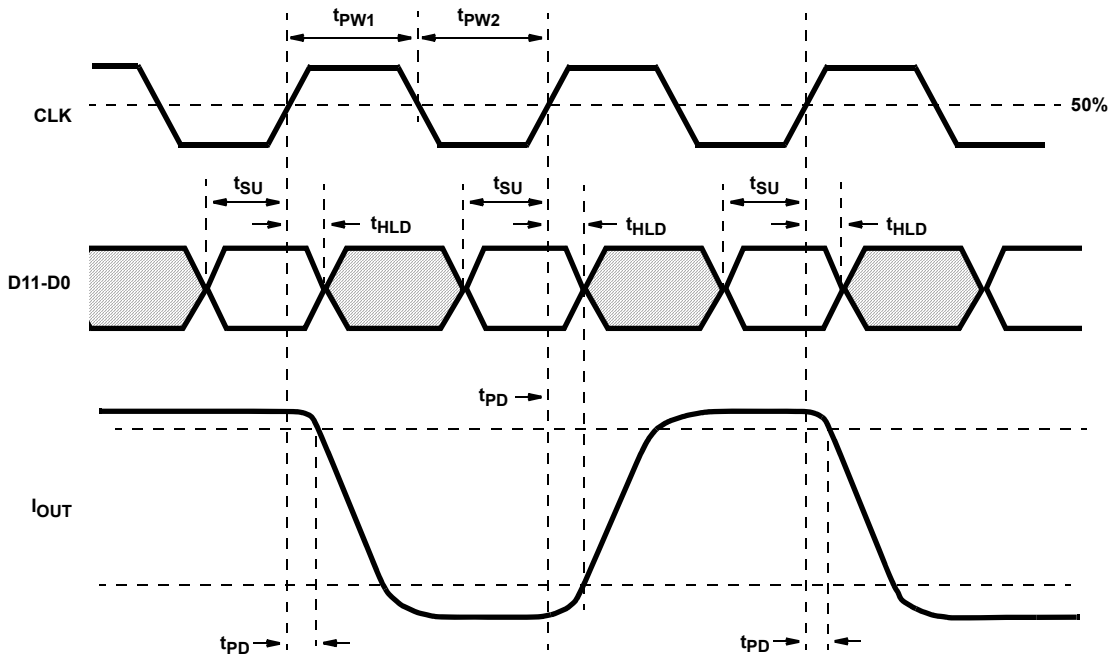 tPW1 tPW2
CLK
50%
tSU tSU tSU
tHLD tHLD tHLD
D11-D0
tPD
IOUT
tPD tPD